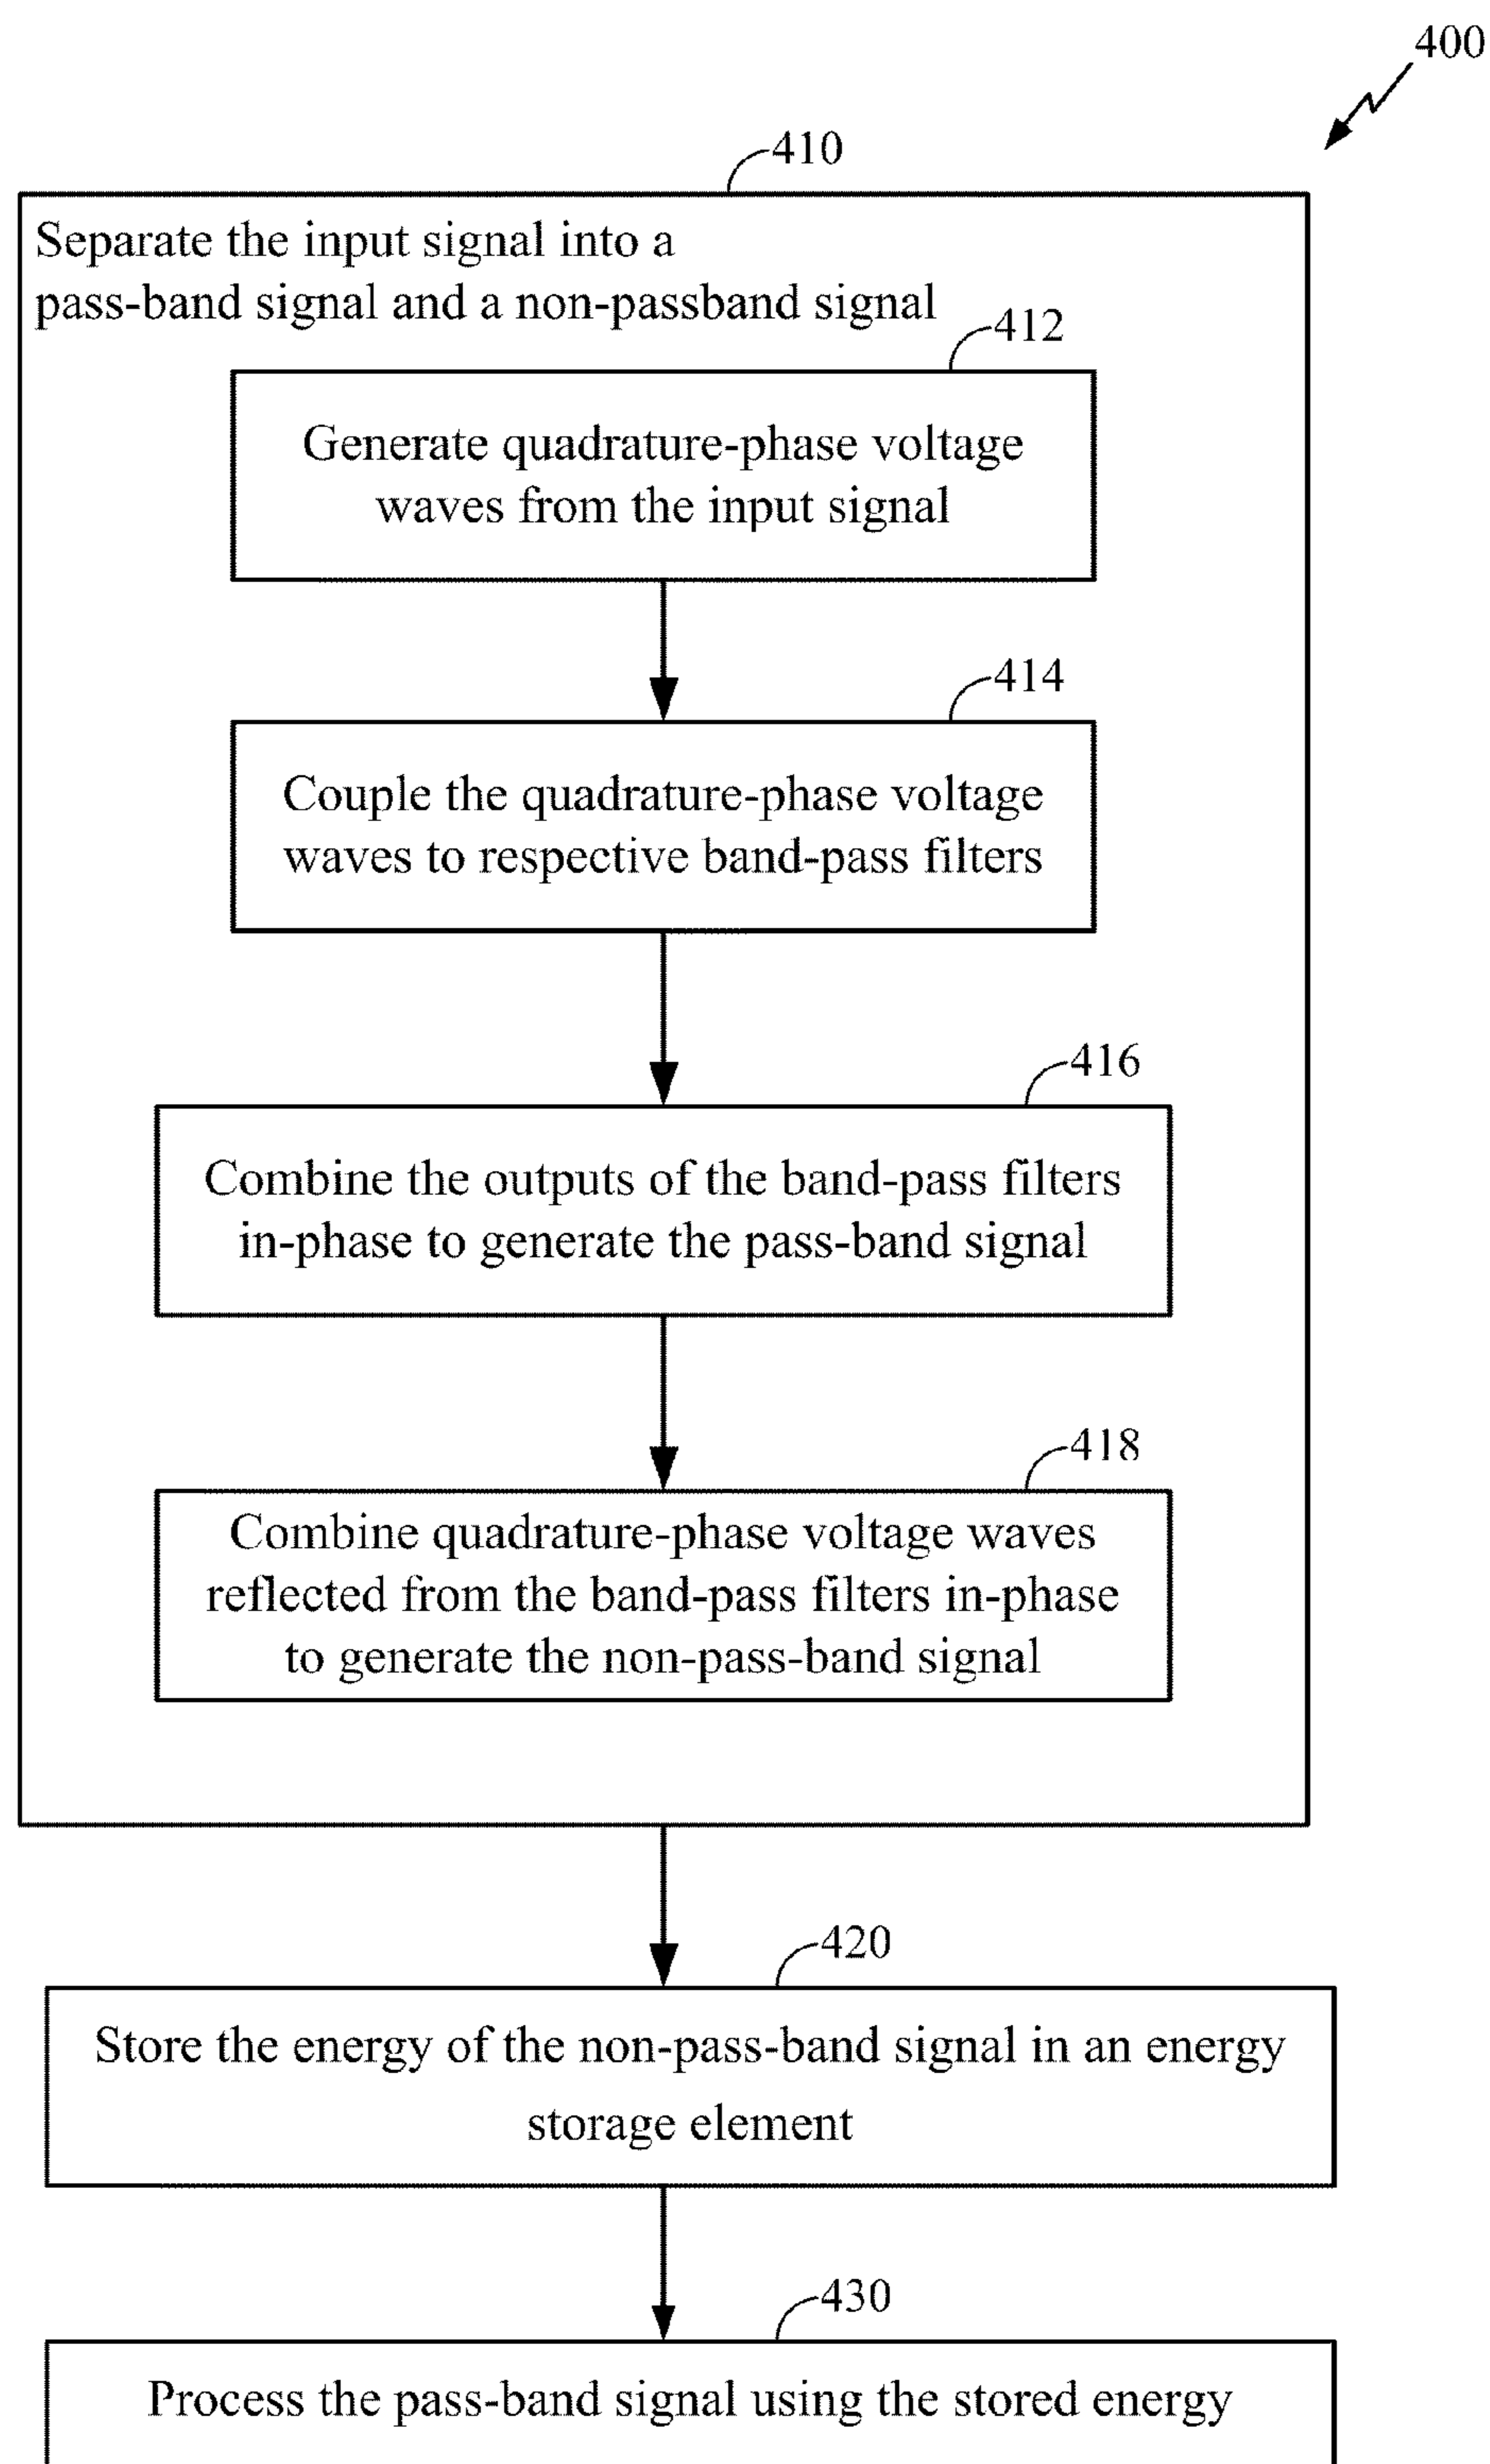 400
410
Separate the input signal into a
pass-band signal and a non-passband signal
412
Generate quadrature-phase voltage
waves from the input signal
414
Couple the quadrature-phase voltage
waves to respective band-pass filters
416
Combine the outputs of the band-pass filters
in-phase to generate the pass-band signal
418
Combine quadrature-phase voltage waves
reflected from the band-pass filters in-phase
to generate the non-pass-band signal
420
Store the energy of the non-pass-band signal in an energy
storage element
430
Process the pass-band signal using the stored energy